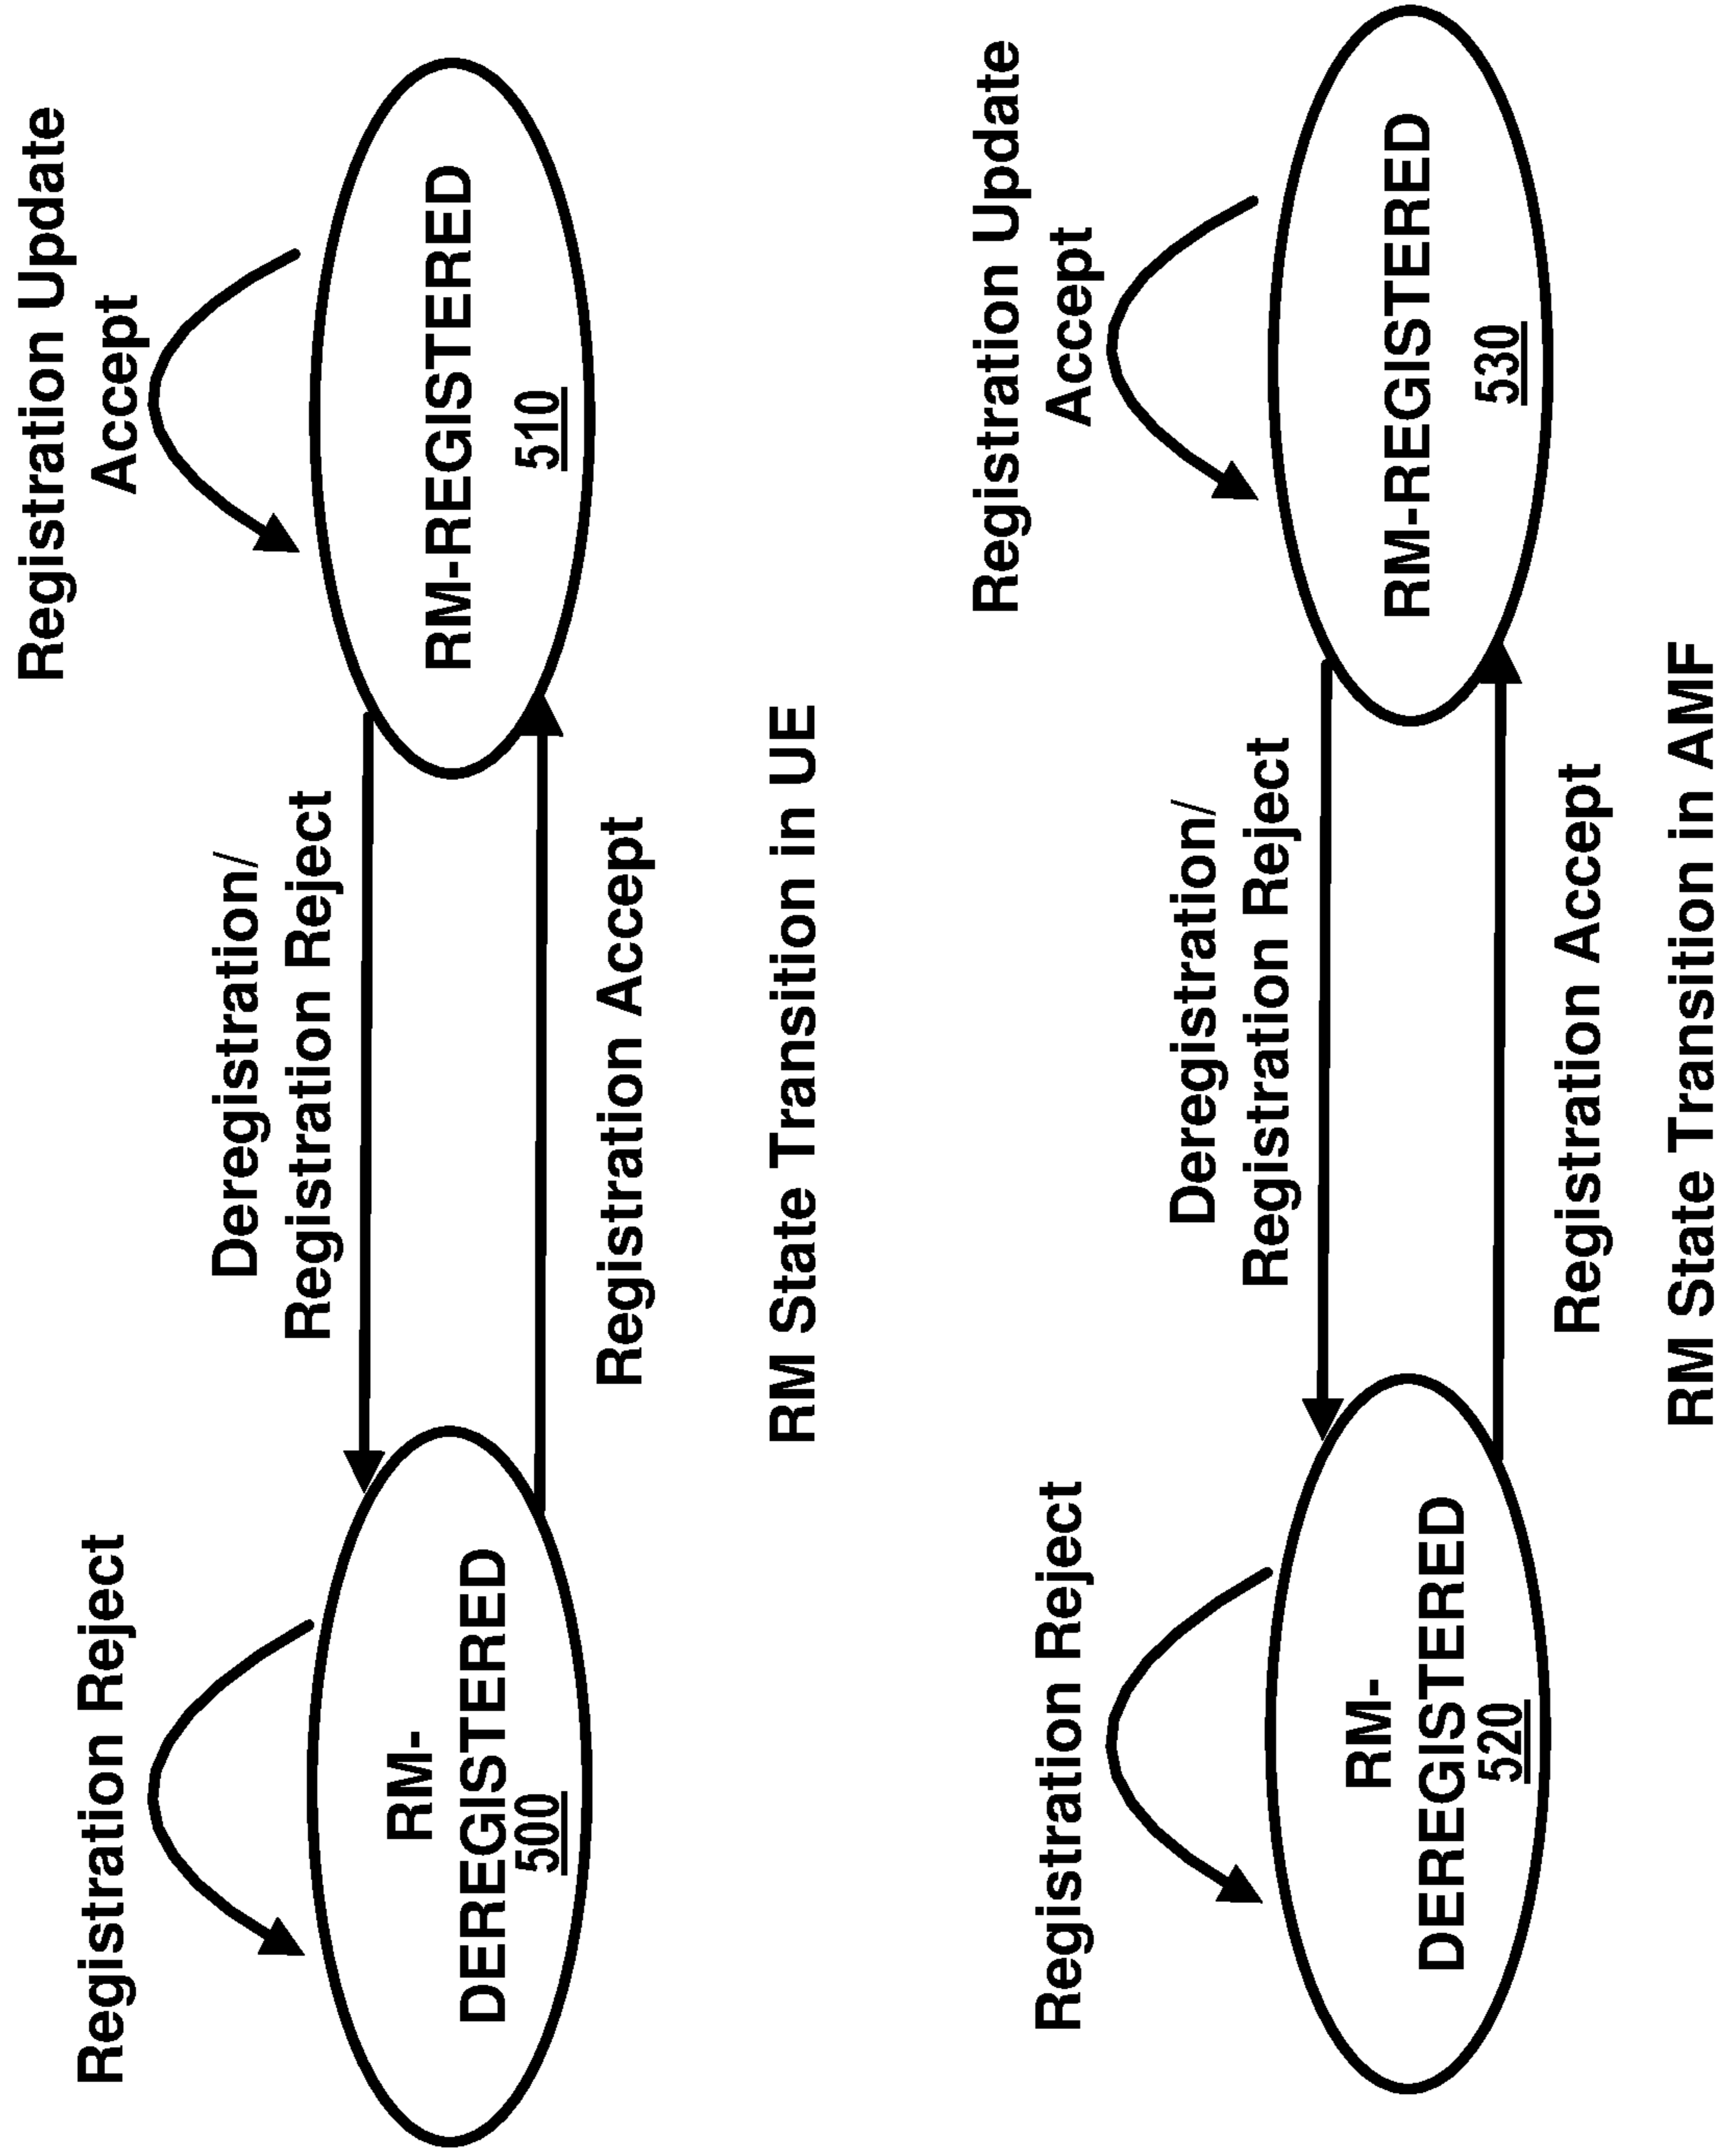 Registration Reject
Registration Update
Accept
Deregistration/
Registration Reject
RM-
DEREGISTERED
500
RM-REGISTERED
510
Registration Accept
RM State Transition in UE
Registration Reject
Registration Update
Accept
Deregistration/
Registration Reject
RM-
DEREGISTERED
520
RM-REGISTERED
530
Registration Accept
RM State Transition in AMF